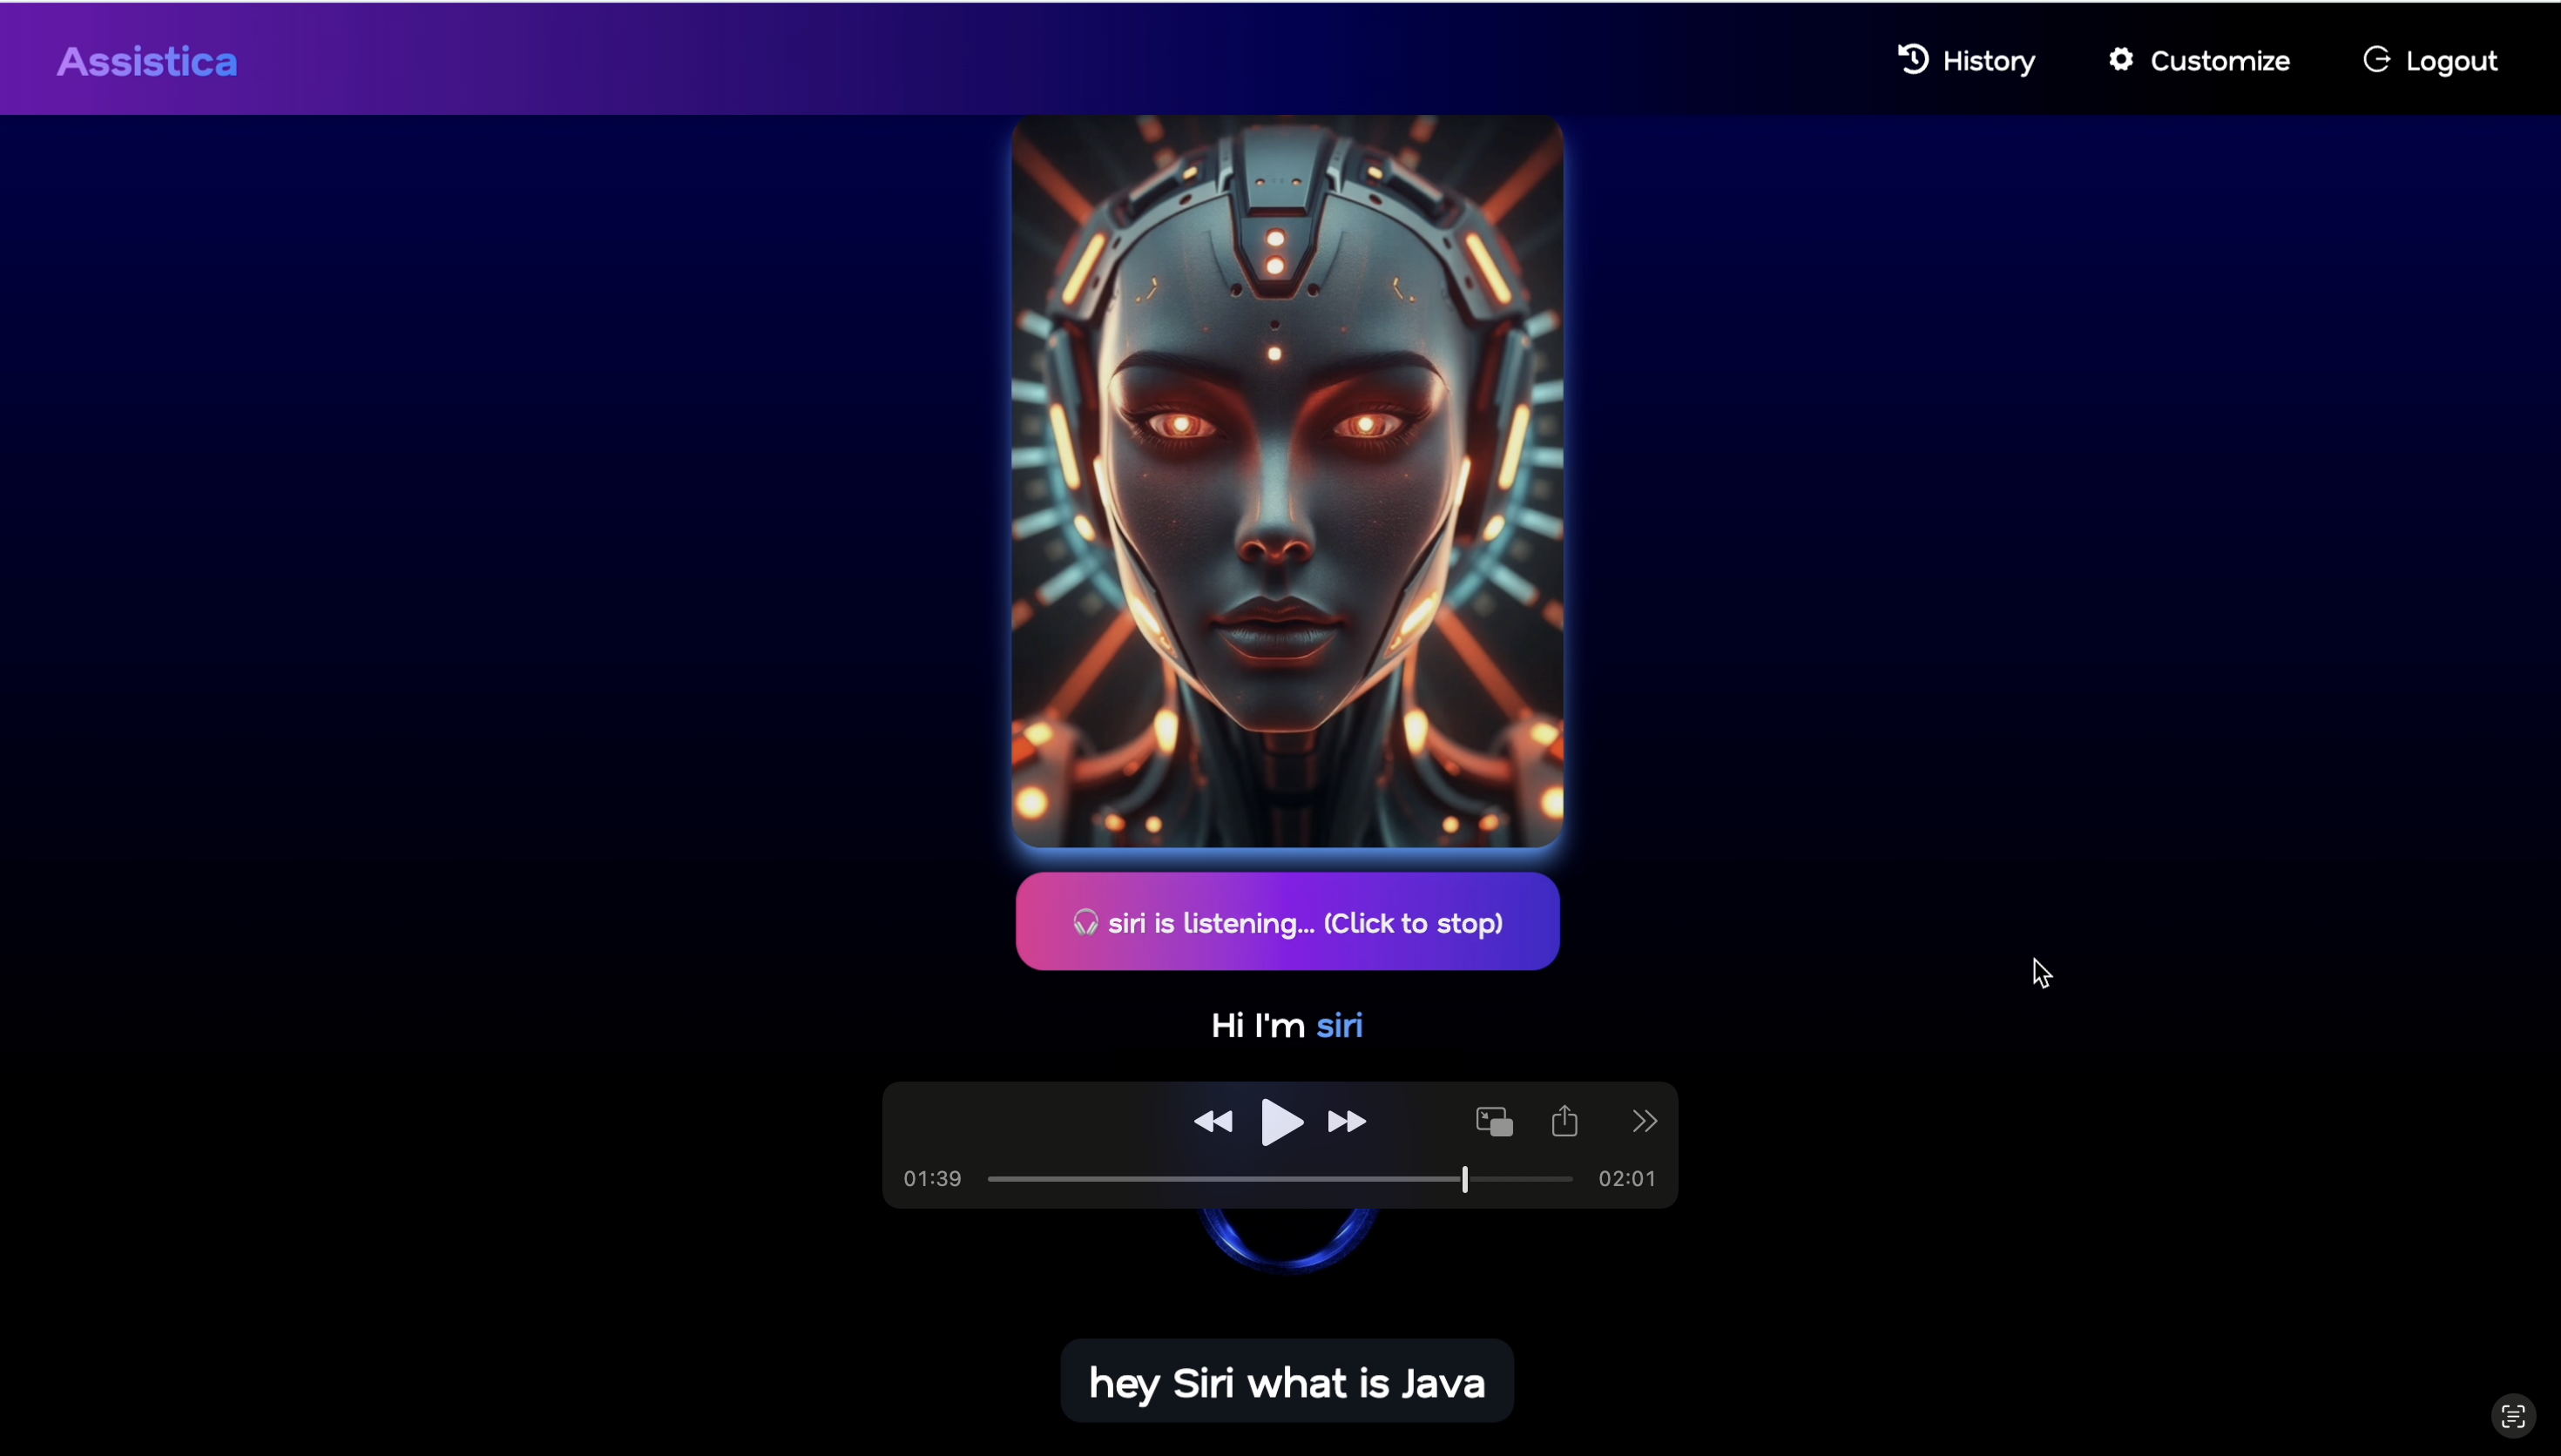 Assistica
History
Customize
Logout
🎧 siri is listening... (Click to stop)
Hi I'm siri
01:39
02:01
hey Siri what is Java